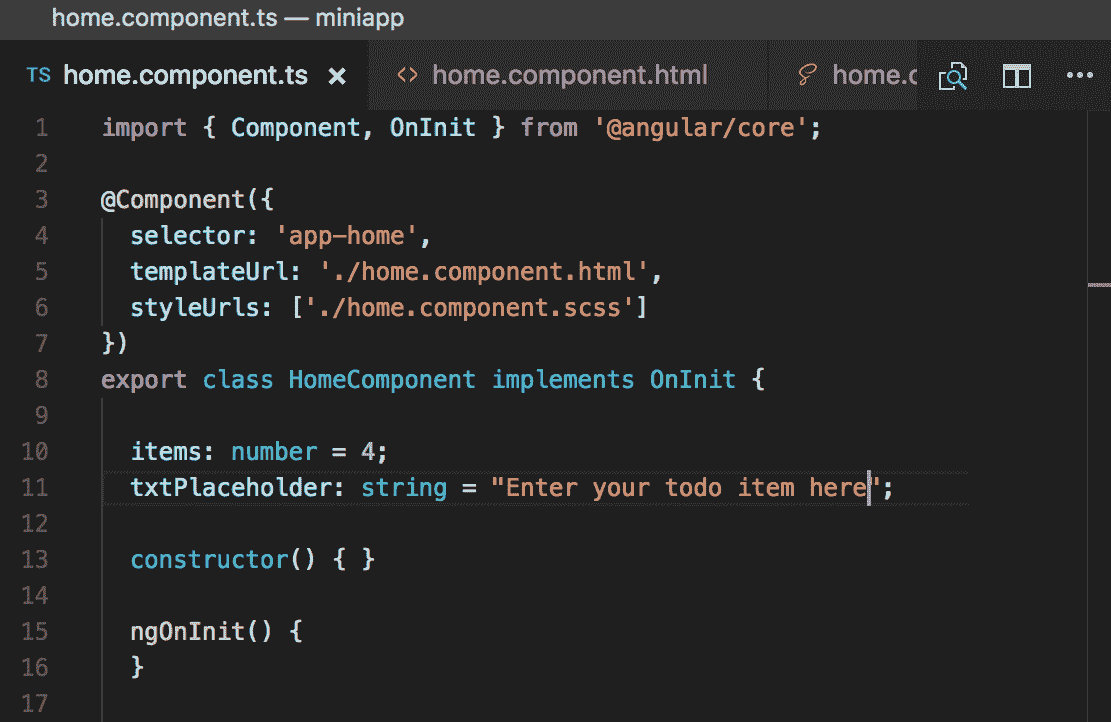 home.component.ts — miniapp
TS home.component.ts × <> home.component.html home.c
1 import { Component, OnInit } from '@angular/core';
2
3 @Component({
4 selector: 'app-home',
5 templateUrl: './home.component.html',
6 styleUrls: ['./home.component.scss']
7 })
8 export class HomeComponent implements OnInit {
9
10 items: number = 4;
11 txtPlaceholder: string = "Enter your todo item here";
12
13 constructor() { }
14
15 ngOnInit() {
16 }
17